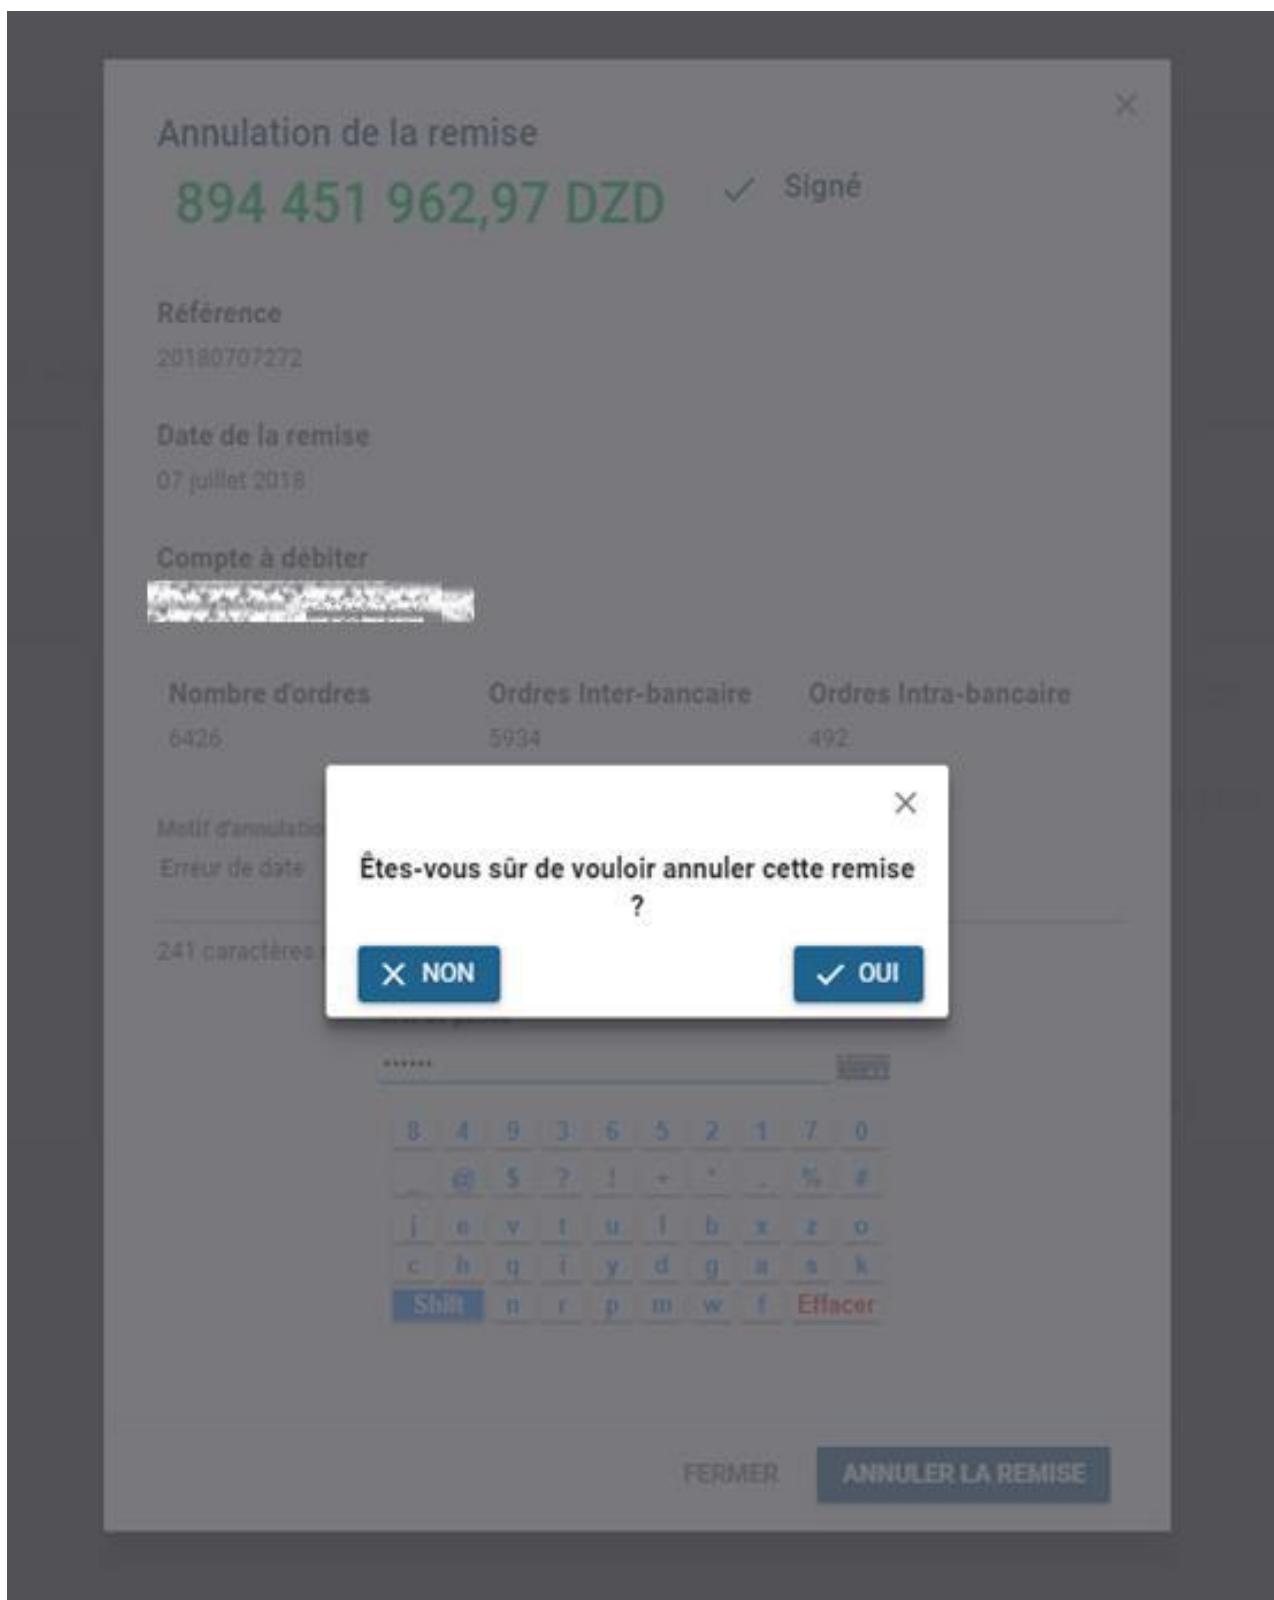 Annulation de la remise
894 451 962,97 DZD
Signé
Référence
20180707272
Date de la remise
07 juillet 2018
Compte à débiter
Nombre d'ordres Ordres Inter-bancaire Ordres Intra-bancaire
6426 5934 492
Motif d'annulation
Erreur de date
Êtes-vous sûr de vouloir annuler cette remise
?
241 caractères
NON OUI
••••••
8 4 9 3 6 5 2 1 7 0
_ @ $ ? ! + * . % #
j e v t u l b x z o
c h q i y d g a s k
Shift n r p m w f Effacer
FERMER ANNULER LA REMISE